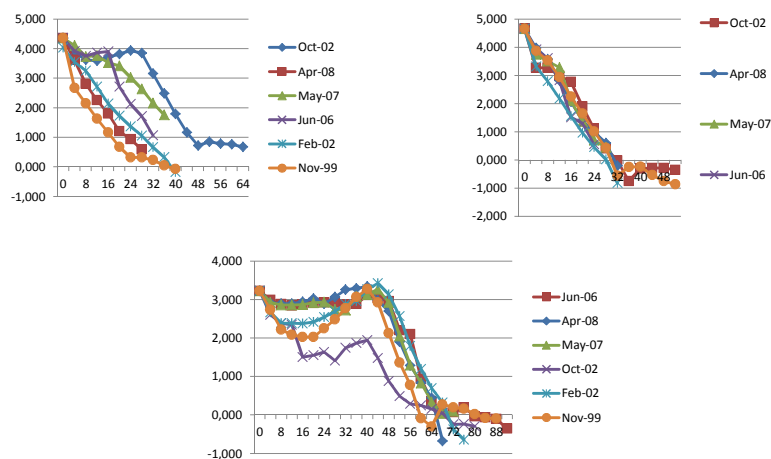 5,000
4,000
3,000
2,000
1,000
0,000
-1,000
0 8 16 24 32 40 48 56 64
Oct-02
Apr-08
May-07
Jun-06
Feb-02
Nov-99
5,000
4,000
3,000
2,000
1,000
0,000
-1,000
-2,000
0 8 16 24 32 40 48
Oct-02
Apr-08
May-07
Jun-06
4,000
3,000
2,000
1,000
0,000
-1,000
0 8 16 24 32 40 48 56 64 72 80 88
Jun-06
Apr-08
May-07
Oct-02
Feb-02
Nov-99